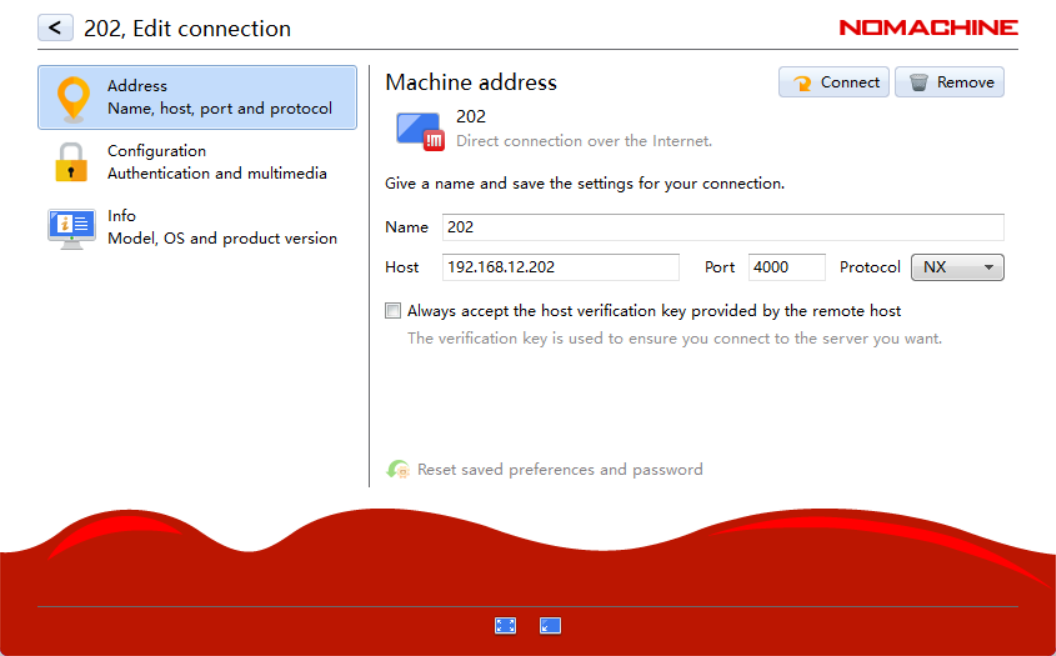 <
202, Edit connection
NOMACHINE
Address
Name, host, port and protocol
Configuration
Authentication and multimedia
Info
Model, OS and product version
Machine address
Connect
Remove
!m
202
Direct connection over the Internet.
Give a name and save the settings for your connection.
Name 202
Host 192.168.12.202 Port 4000 Protocol NX
Always accept the host verification key provided by the remote host
The verification key is used to ensure you connect to the server you want.
Reset saved preferences and password